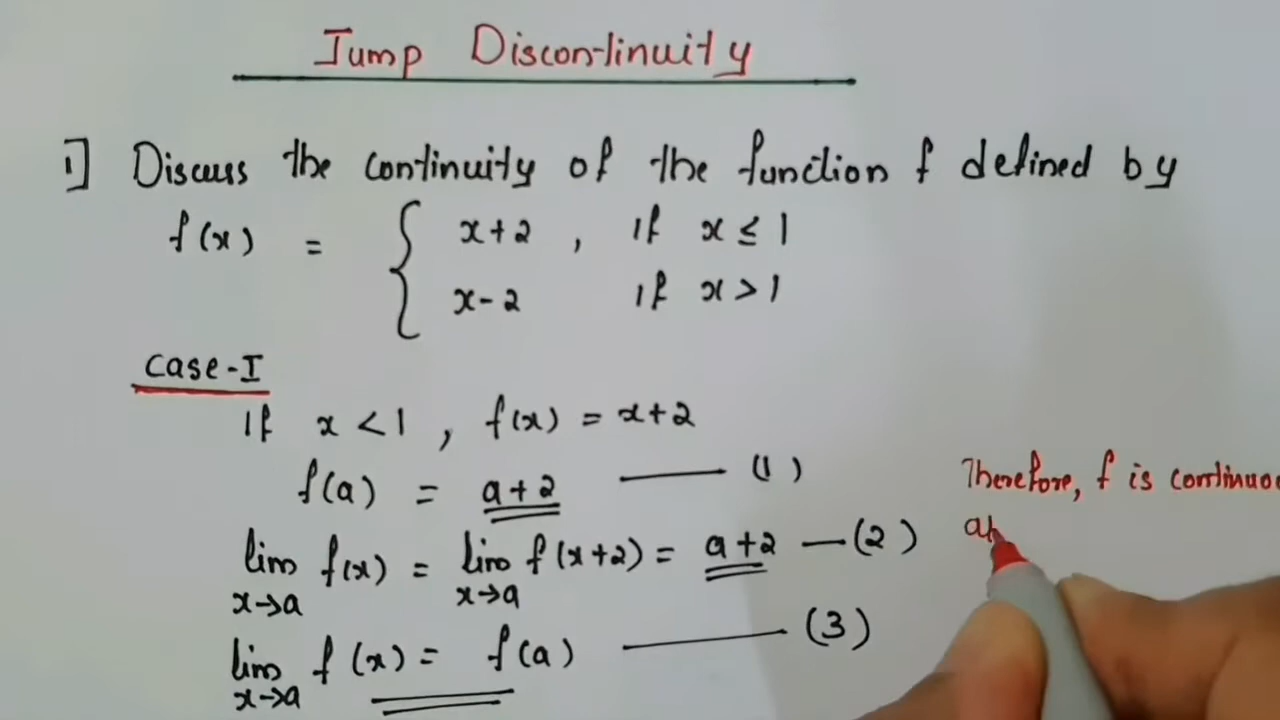 Jump Discontinuity
1] Discuss the continuity of the function f defined by
f(x) = { x+2 , if x ≤ 1
x-2 if x > 1
Case-I
If x < 1 , f(x) = x+2
f(a) = a+2 —— (1)
lim x→a f(x) = lim x→a f(x+2) = a+2 — (2)
lim x→a f(x) = f(a) —— (3)
Therefore, f is continuo